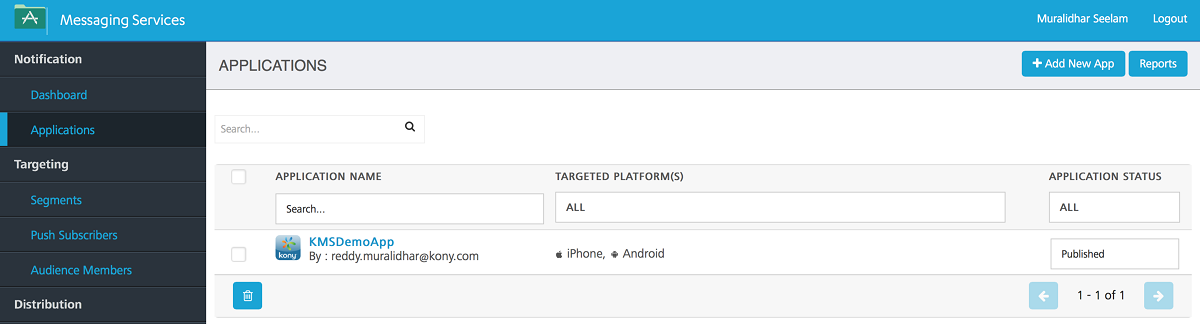 Messaging Services
Muralidhar Seelam Logout
Notification
Dashboard
Applications
Targeting
Segments
Push Subscribers
Audience Members
Distribution
APPLICATIONS
Add New App Reports
Search...
APPLICATION NAME TARGETED PLATFORM(S) APPLICATION STATUS
Search... ALL ALL
kony KMSDemoApp
By : reddy.muralidhar@kony.com iPhone, Android Published
1 - 1 of 1